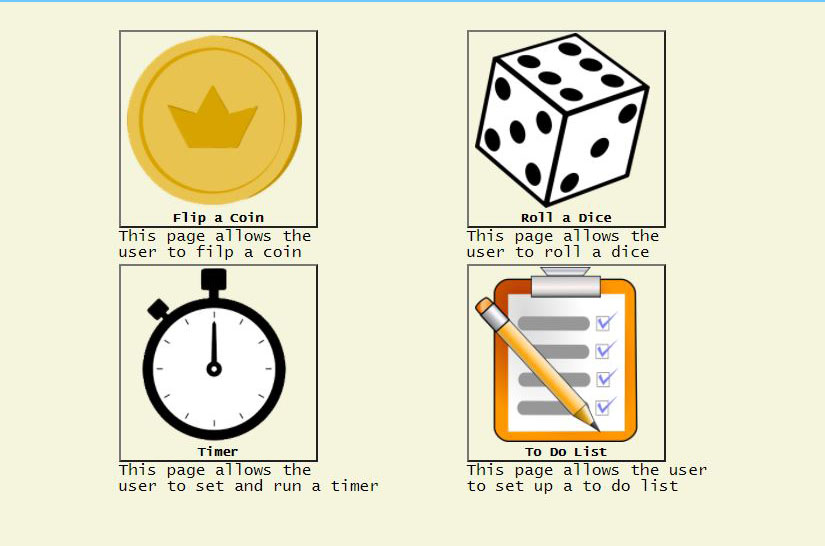 Flip a Coin
This page allows the
user to filp a coin
Roll a Dice
This page allows the
user to roll a dice
Timer
This page allows the
user to set and run a timer
To Do List
This page allows the user
to set up a to do list